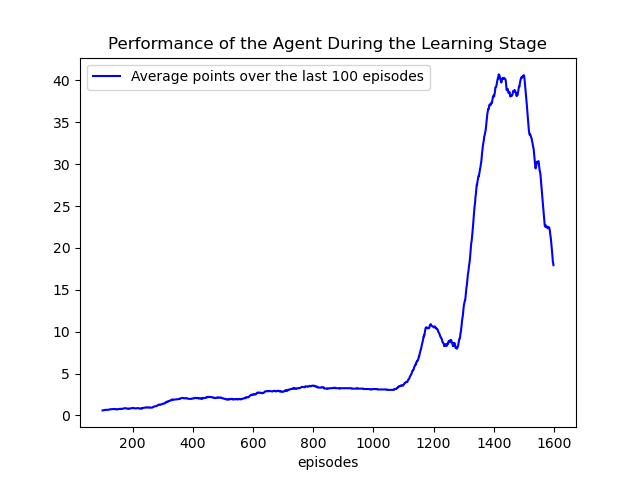 Performance of the Agent During the Learning Stage
Average points over the last 100 episodes
40
35
30
25
20
15
10
5
0
200 400 600 800 1000 1200 1400 1600
episodes